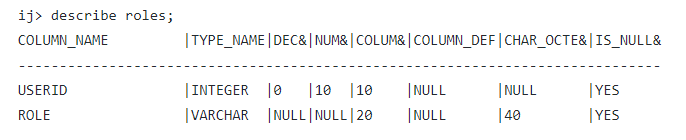 ij> describe roles;
COLUMN_NAME         |TYPE_NAME|DEC&|NUM&|COLUM&|COLUMN_DEF|CHAR_OCTE&|IS_NULL&
------------------------------------------------------------------------------
USERID              |INTEGER  |0   |10  |10    |NULL      |NULL      |YES
ROLE                |VARCHAR  |NULL|NULL|20    |NULL      |40        |YES